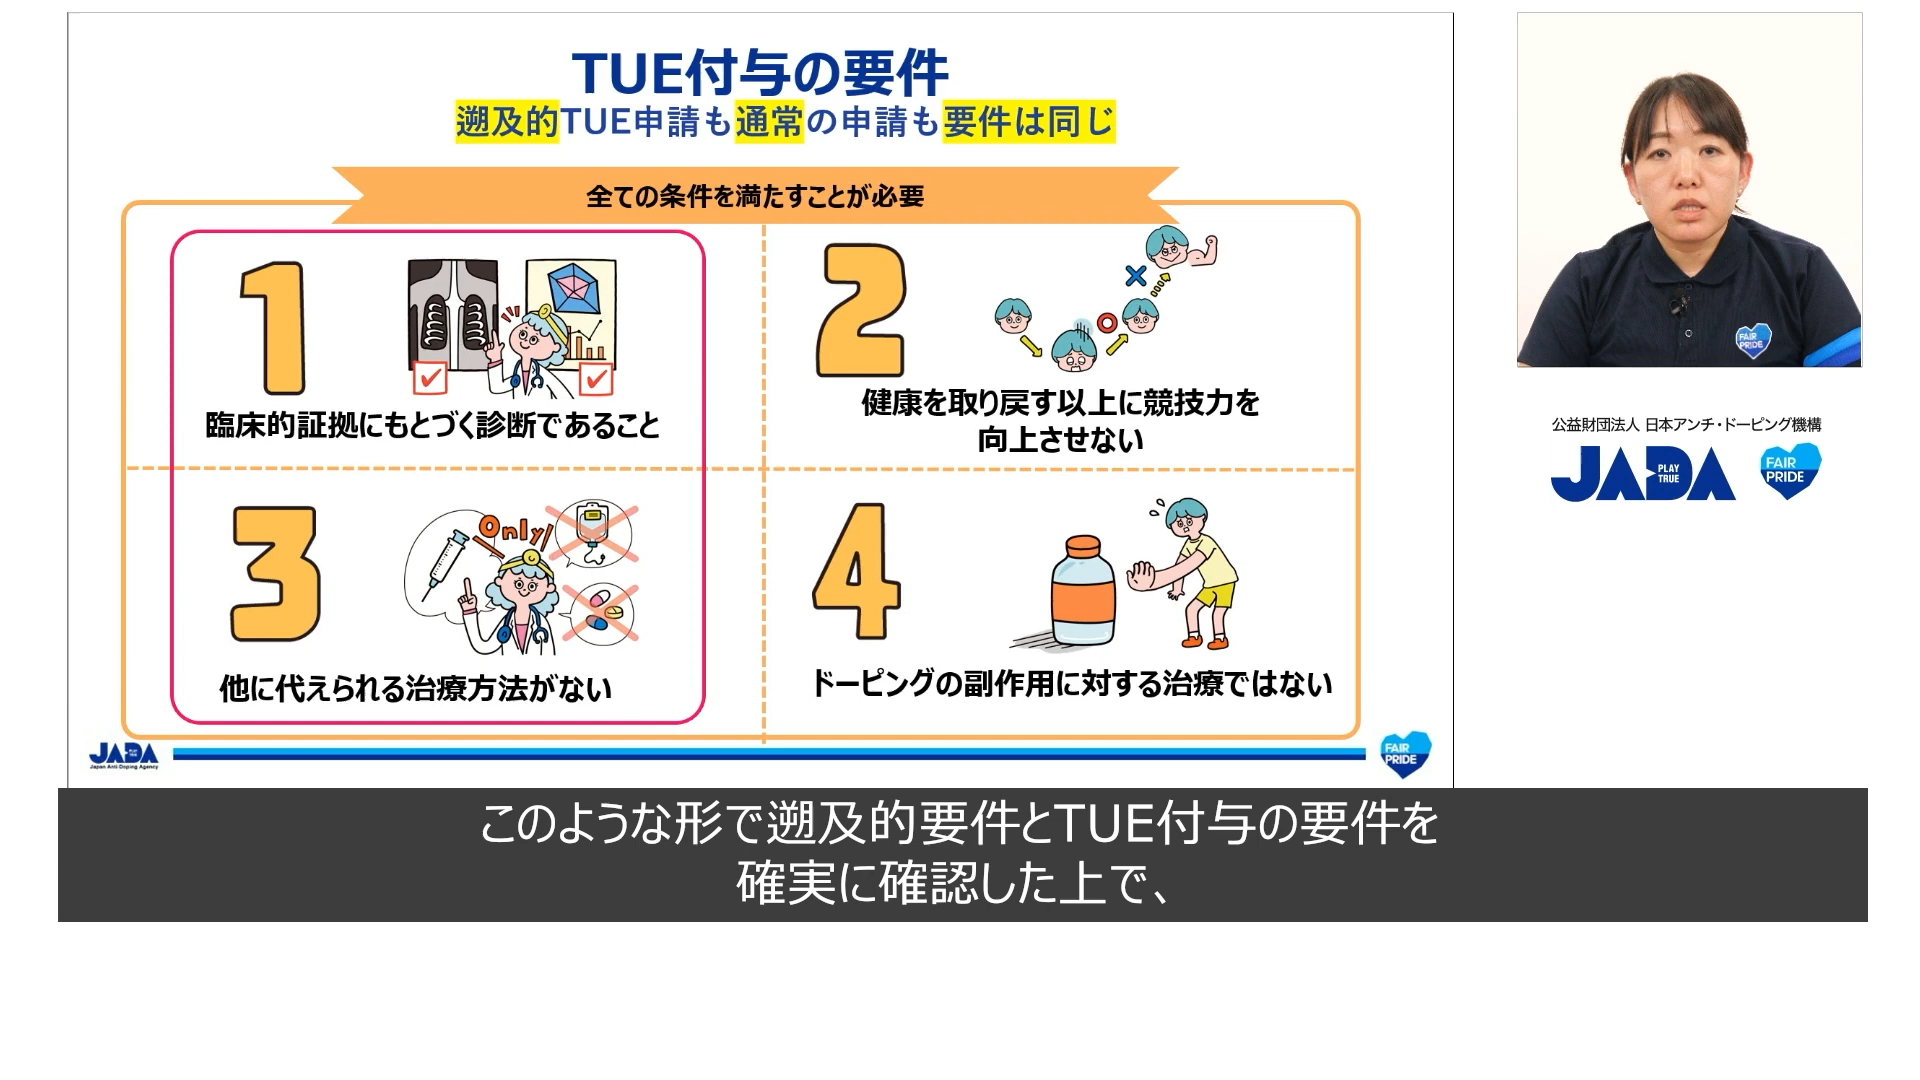 TUE付与の要件
遡及的TUE申請も通常の申請も要件は同じ
全ての条件を満たすことが必要
1
臨床的証拠にもとづく診断であること
2
健康を取り戻す以上に競技力を
向上させない
3
Only
他に代えられる治療方法がない
4
ドーピングの副作用に対する治療ではない
JADA
PLAY
TRUE
Japan Anti-Doping Agency
FAIR
PRIDE
FAIR
PRIDE
公益財団法人 日本アンチ・ドーピング機構
JADA
PLAY
TRUE
FAIR
PRIDE
このような形で遡及的要件とTUE付与の要件を
確実に確認した上で、